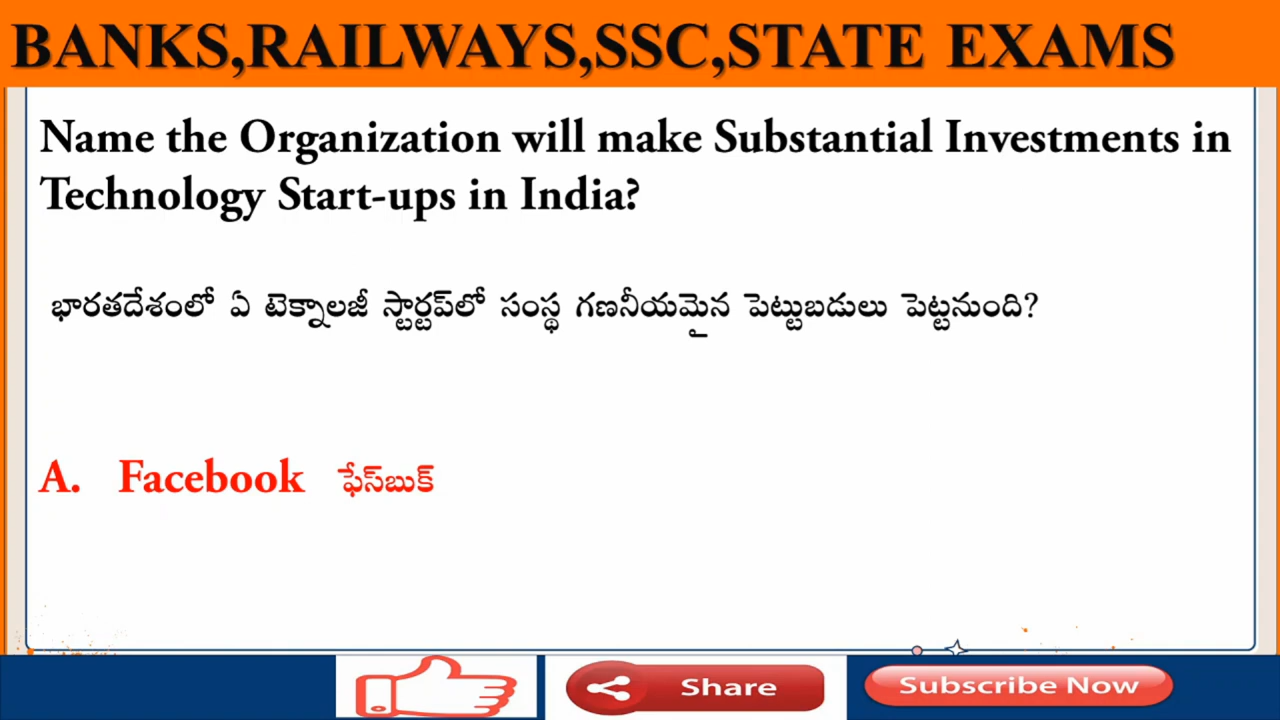 BANKS,RAILWAYS,SSC,STATE EXAMS
Name the Organization will make Substantial Investments in
Technology Start-ups in India?
భారతదేశంలో ఏ టెక్నాలజీ స్టార్టప్‌లో సంస్థ గణనీయమైన పెట్టుబడులు పెట్టనుంది?
A. Facebook ఫేస్‌బుక్
Share
Subscribe Now